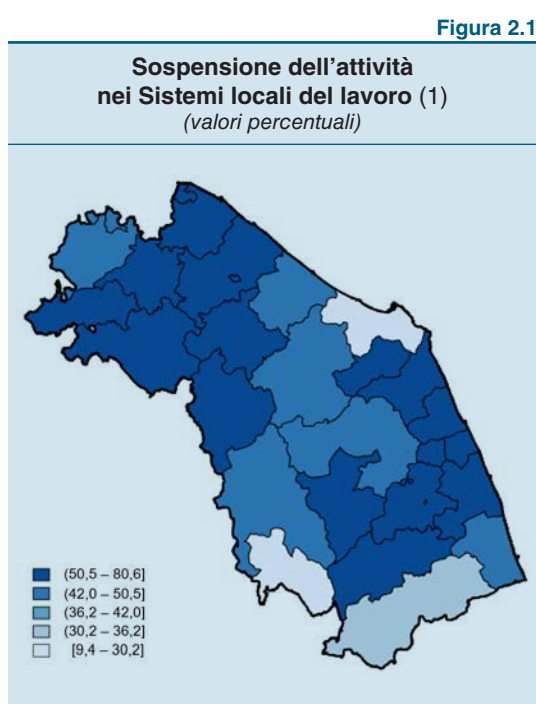 Figura 2.1
Sospensione dell'attività
nei Sistemi locali del lavoro (1)
(valori percentuali)
(50,5 – 80,6]
(42,0 – 50,5]
(36,2 – 42,0]
(30,2 – 36,2]
[9,4 – 30,2]